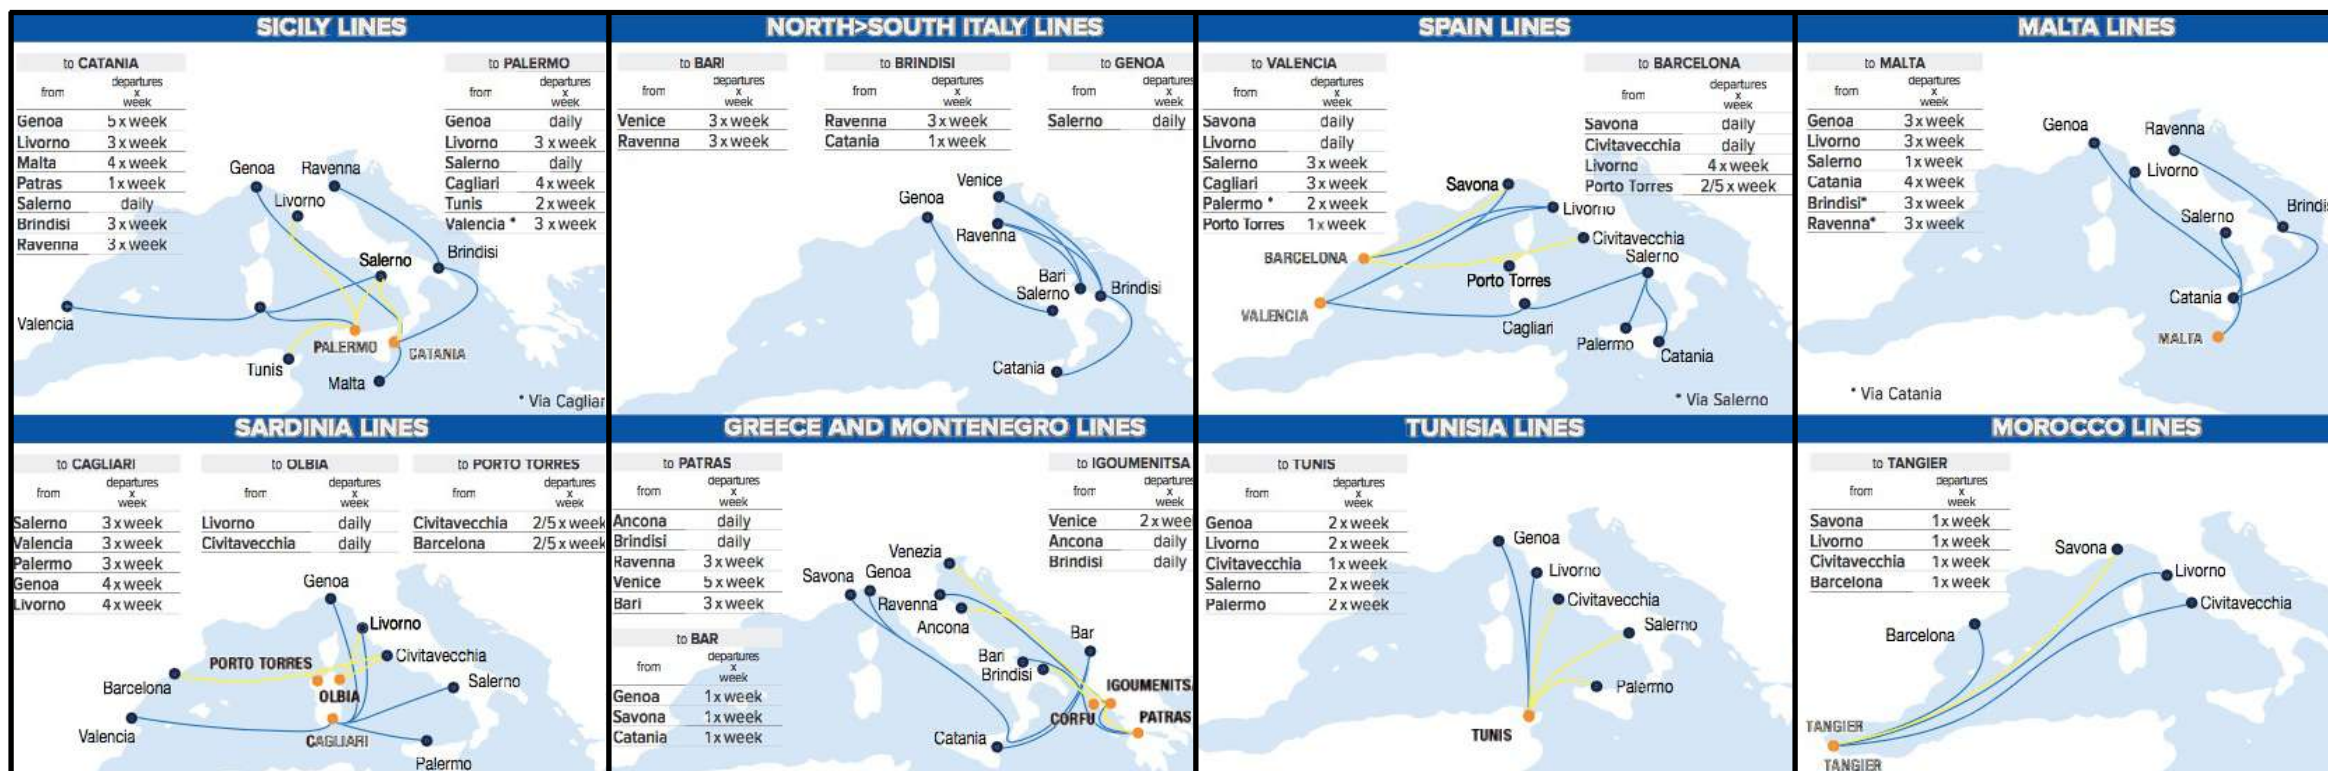 SICILY LINES
to CATANIA
from departures x week
Genoa 5 x week
Livorno 3 x week
Malta 4 x week
Patras 1 x week
Salerno daily
Brindisi 3 x week
Ravenna 3 x week
to PALERMO
from departures x week
Genoa daily
Livorno 3 x week
Salerno daily
Cagliari 4 x week
Tunis 2 x week
Valencia * 3 x week
Genoa
Ravenna
Livorno
Salerno
Brindisi
Valencia
PALERMO
CATANIA
Tunis
Malta
* Via Cagliar
NORTH>SOUTH ITALY LINES
to BARI
from departures x week
Venice 3 x week
Ravenna 3 x week
to BRINDISI
from departures x week
Ravenna 3 x week
Catania 1 x week
to GENOA
from departures x week
Salerno daily
Venice
Genoa
Ravenna
Bari
Salerno
Brindisi
Catania
SPAIN LINES
to VALENCIA
from departures x week
Savona daily
Livorno daily
Salerno 3 x week
Cagliari 3 x week
Palermo * 2 x week
Porto Torres 1 x week
to BARCELONA
from departures x week
Savona daily
Civitavecchia daily
Livorno 4 x week
Porto Torres 2/5 x week
Savona
Livorno
Civitavecchia
BARCELONA
Salerno
Porto Torres
VALENCIA
Cagliari
Palermo
Catania
* Via Salerno
MALTA LINES
to MALTA
from departures x week
Genoa 3 x week
Livorno 3 x week
Salerno 1 x week
Catania 4 x week
Brindisi* 3 x week
Ravenna* 3 x week
Genoa
Ravenna
Livorno
Salerno
Brindis
Catania
MALTA
* Via Catania
SARDINIA LINES
to CAGLIARI
from departures x week
Salerno 3 x week
Valencia 3 x week
Palermo 3 x week
Genoa 4 x week
Livorno 4 x week
to OLBIA
from departures x week
Livorno daily
Civitavecchia daily
to PORTO TORRES
from departures x week
Civitavecchia 2/5 x week
Barcelona 2/5 x week
Genoa
Livorno
Civitavecchia
PORTO TORRES
Barcelona
OLBIA
Salerno
Valencia
CAGLIARI
Palermo
GREECE AND MONTENEGRO LINES
to PATRAS
from departures x week
Ancona daily
Brindisi daily
Ravenna 3 x week
Venice 5 x week
Bari 3 x week
to BAR
from departures x week
Genoa 1 x week
Savona 1 x week
Catania 1 x week
to IGOUMENITSA
from departures x week
Venice 2 x wee
Ancona daily
Brindisi daily
Venezia
Savona
Genoa
Ravenna
Ancona
Bar
Bari
Brindisi
IGOUMENITS
CORFU
PATRAS
Catania
TUNISIA LINES
to TUNIS
from departures x week
Genoa 2 x week
Livorno 2 x week
Civitavecchia 1 x week
Salerno 2 x week
Palermo 2 x week
Genoa
Livorno
Civitavecchia
Salerno
Palermo
TUNIS
MOROCCO LINES
to TANGIER
from departures x week
Savona 1 x week
Livorno 1 x week
Civitavecchia 1 x week
Barcelona 1 x week
Savona
Livorno
Civitavecchia
Barcelona
TANGIER
TANGIER